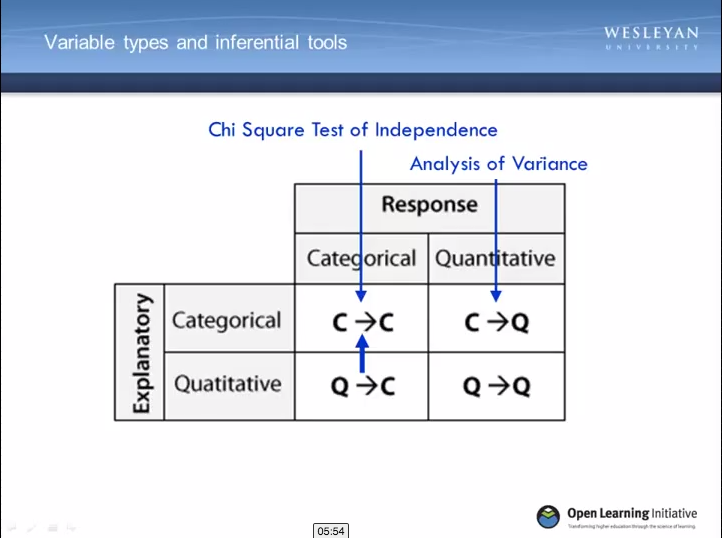 Variable types and inferential tools
WESLEYAN
UNIVERSITY
Chi Square Test of Independence
Analysis of Variance
Response
Categorical
Quantitative
Explanatory
Categorical
C →C
C →Q
Quatitative
Q →C
Q →Q
Open Learning Initiative
Transforming higher education through the science of learning.
05:54